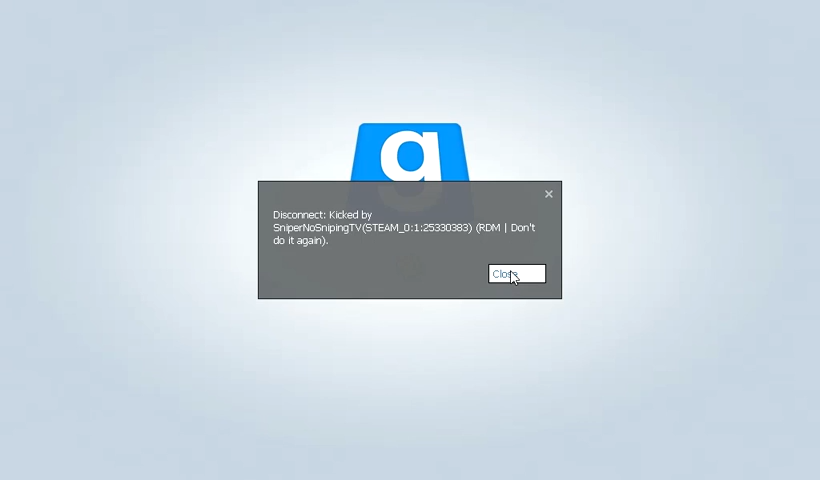 g
Disconnect: Kicked by
SniperNoSnipingTV(STEAM_0:1:25330383) (RDM | Don't
do it again).
Close